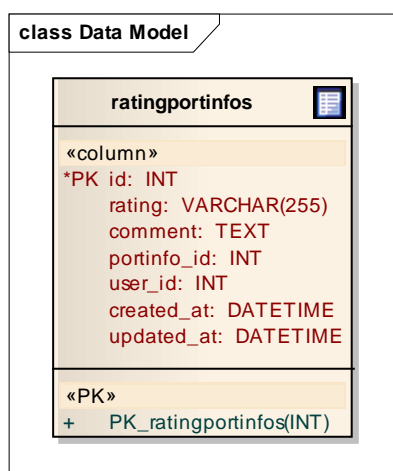 class Data Model
ratingportinfos
«column»
*PK id: INT
rating: VARCHAR(255)
comment: TEXT
portinfo_id: INT
user_id: INT
created_at: DATETIME
updated_at: DATETIME
«PK»
+ PK_ratingportinfos(INT)